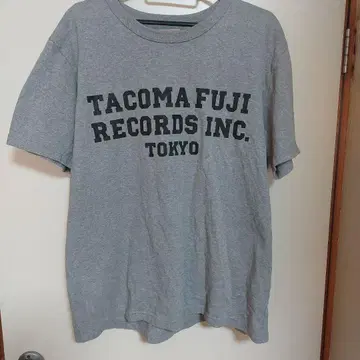 TACOMA FUJI
RECORDS INC.
TOKYO